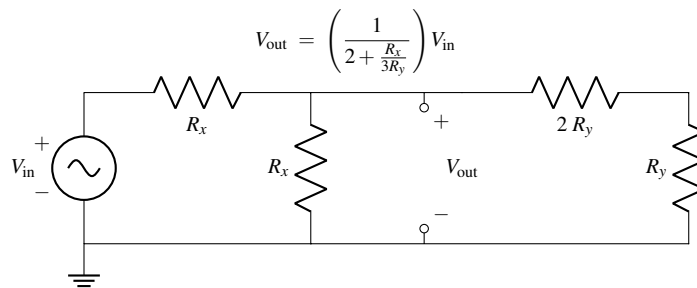 V_out = ( 1 / (2 + R_x / 3R_y) ) V_in
R_x
2 R_y
+
+
V_in
R_x
V_out
R_y
−
−